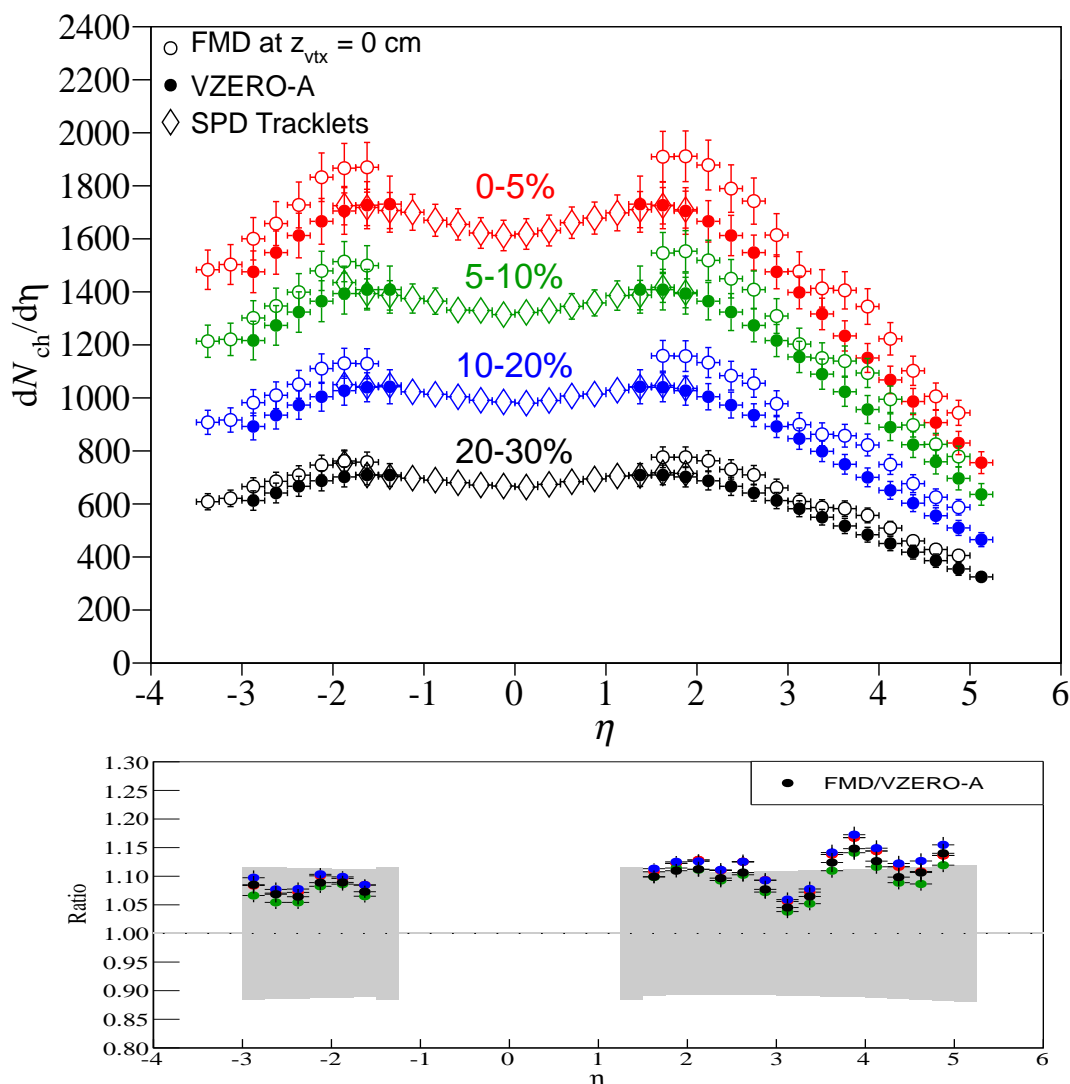 2400
2200
2000
1800
1600
1400
1200
1000
800
600
400
200
0
dN_ch/dη
FMD at z_vtx = 0 cm
VZERO-A
SPD Tracklets
0-5%
5-10%
10-20%
20-30%
-4 -3 -2 -1 0 1 2 3 4 5 6
η
1.30
1.25
1.20
1.15
1.10
1.05
1.00
0.95
0.90
0.85
0.80
Ratio
FMD/VZERO-A
-4 -3 -2 -1 0 1 2 3 4 5 6
η